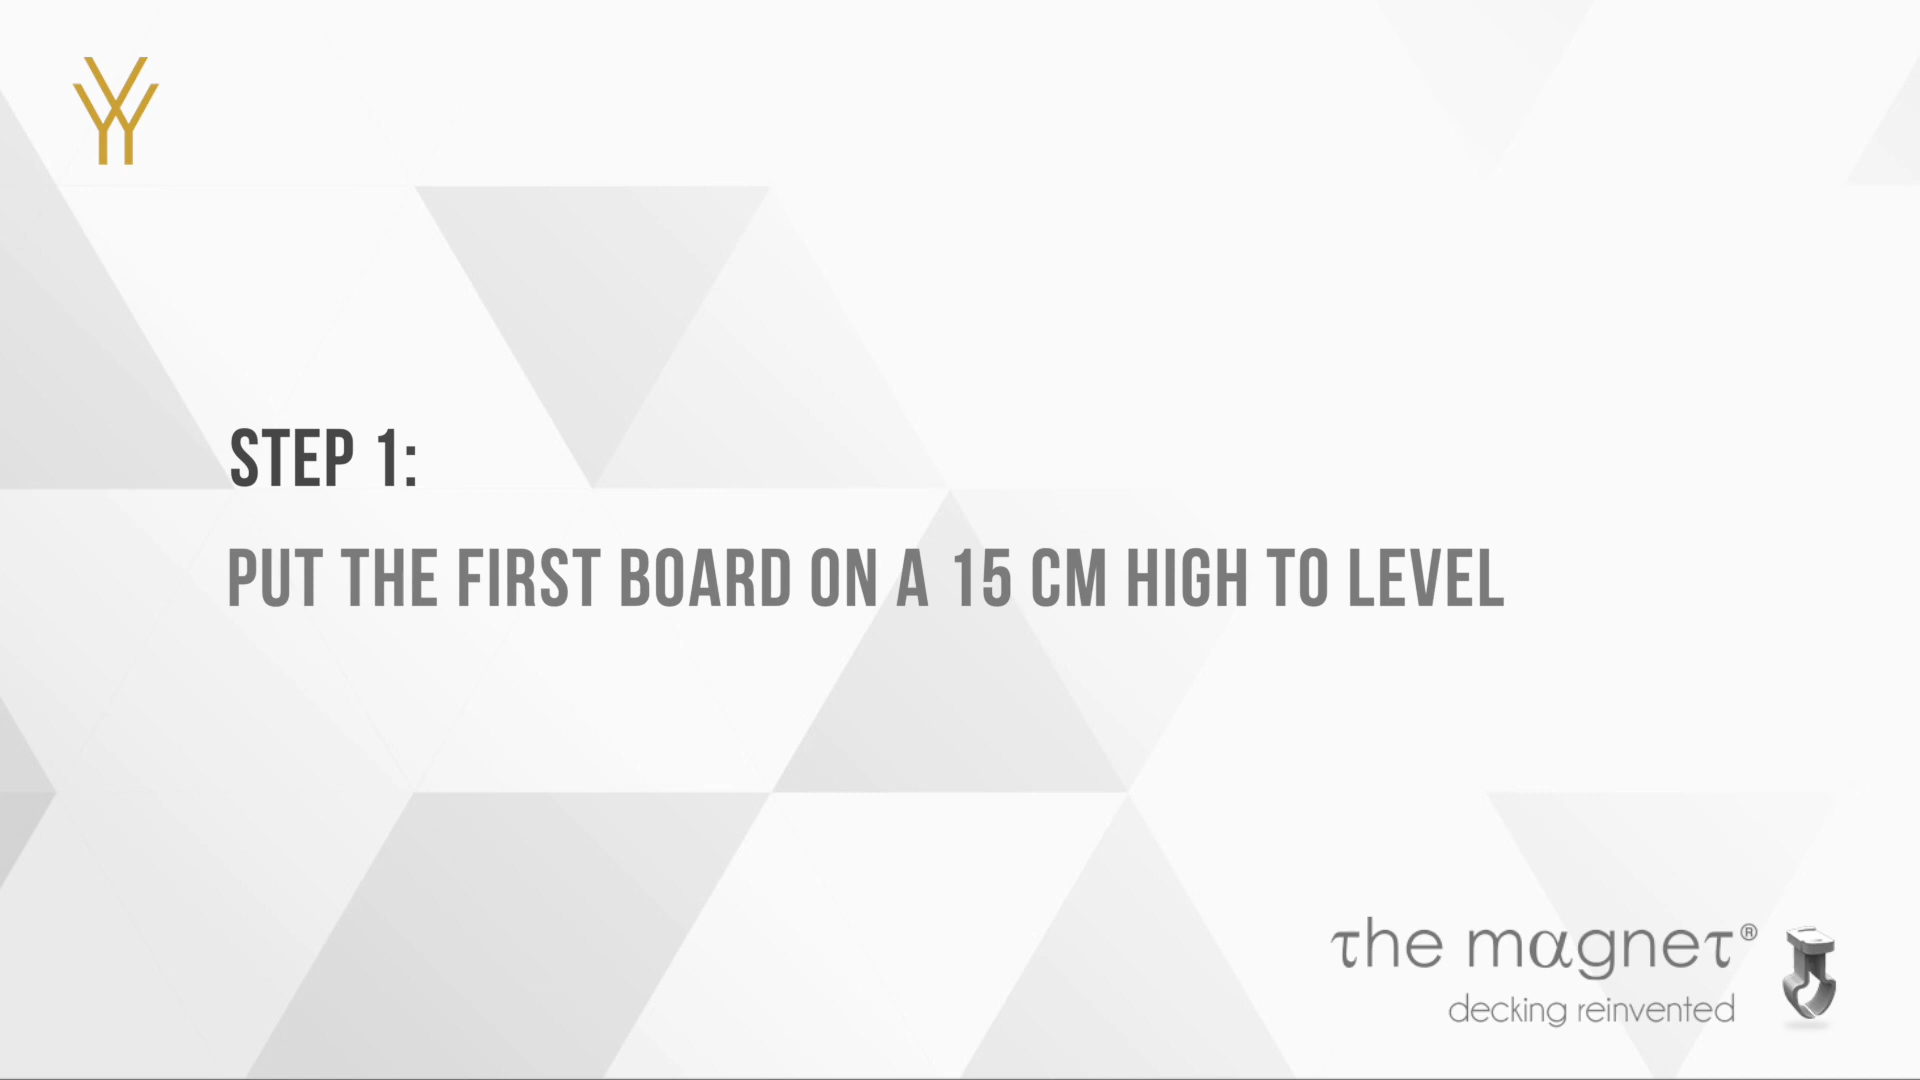 STEP 1:
PUT THE FIRST BOARD ON A 15 CM HIGH TO LEVEL
the magnet®
decking reinvented